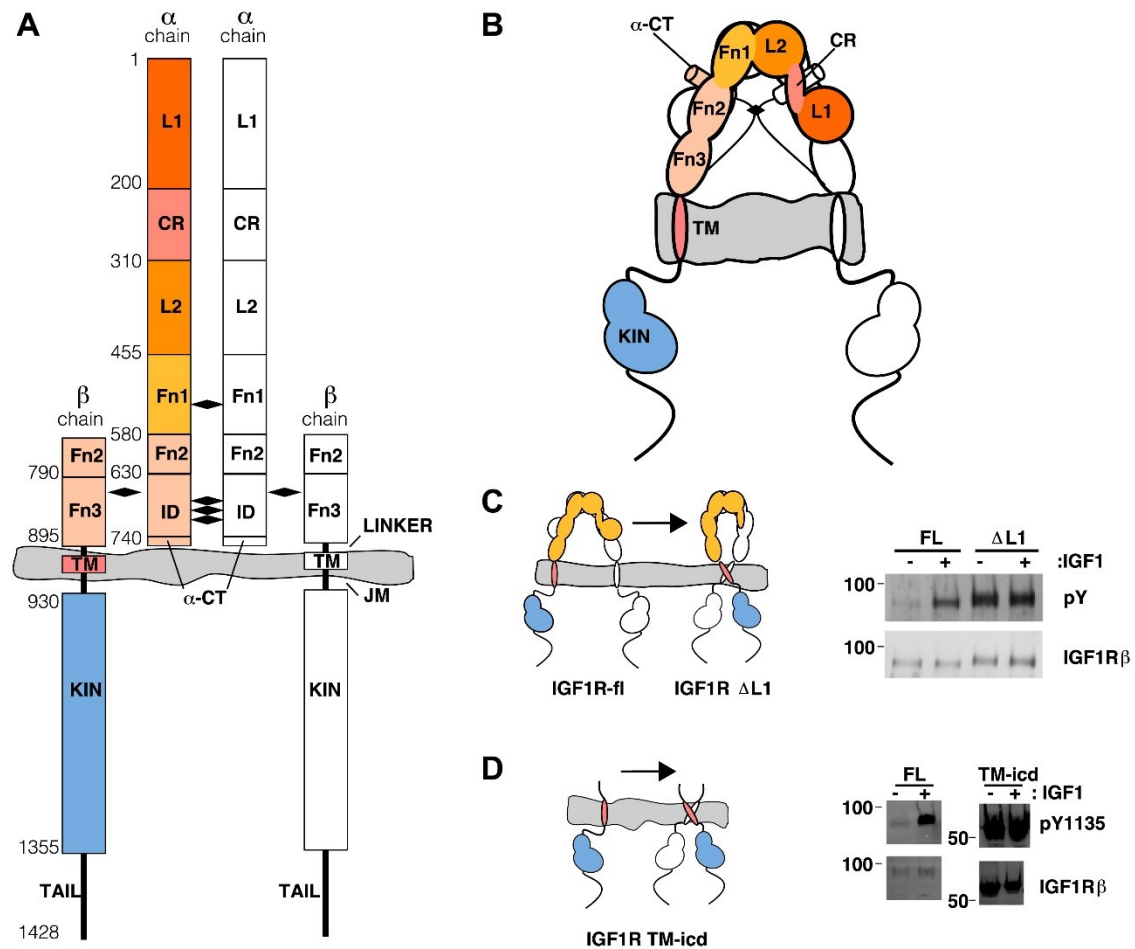 A
α
chain
α
chain
1
L1
L1
200
CR
CR
310
L2
L2
455
β
chain
Fn1
Fn1
β
chain
580
Fn2
Fn2
Fn2
Fn2
790
630
Fn3
ID
ID
Fn3
895
740
LINKER
TM
TM
α-CT
JM
930
KIN
KIN
1355
TAIL
TAIL
1428
B
α-CT
Fn1
L2
CR
Fn2
L1
Fn3
TM
KIN
C
IGF1R-fl
IGF1R ΔL1
FL
ΔL1
- + - + :IGF1
100
pY
100
IGF1Rβ
D
IGF1R TM-icd
FL
TM-icd
- + - + : IGF1
100
50
pY1135
100
50
IGF1Rβ